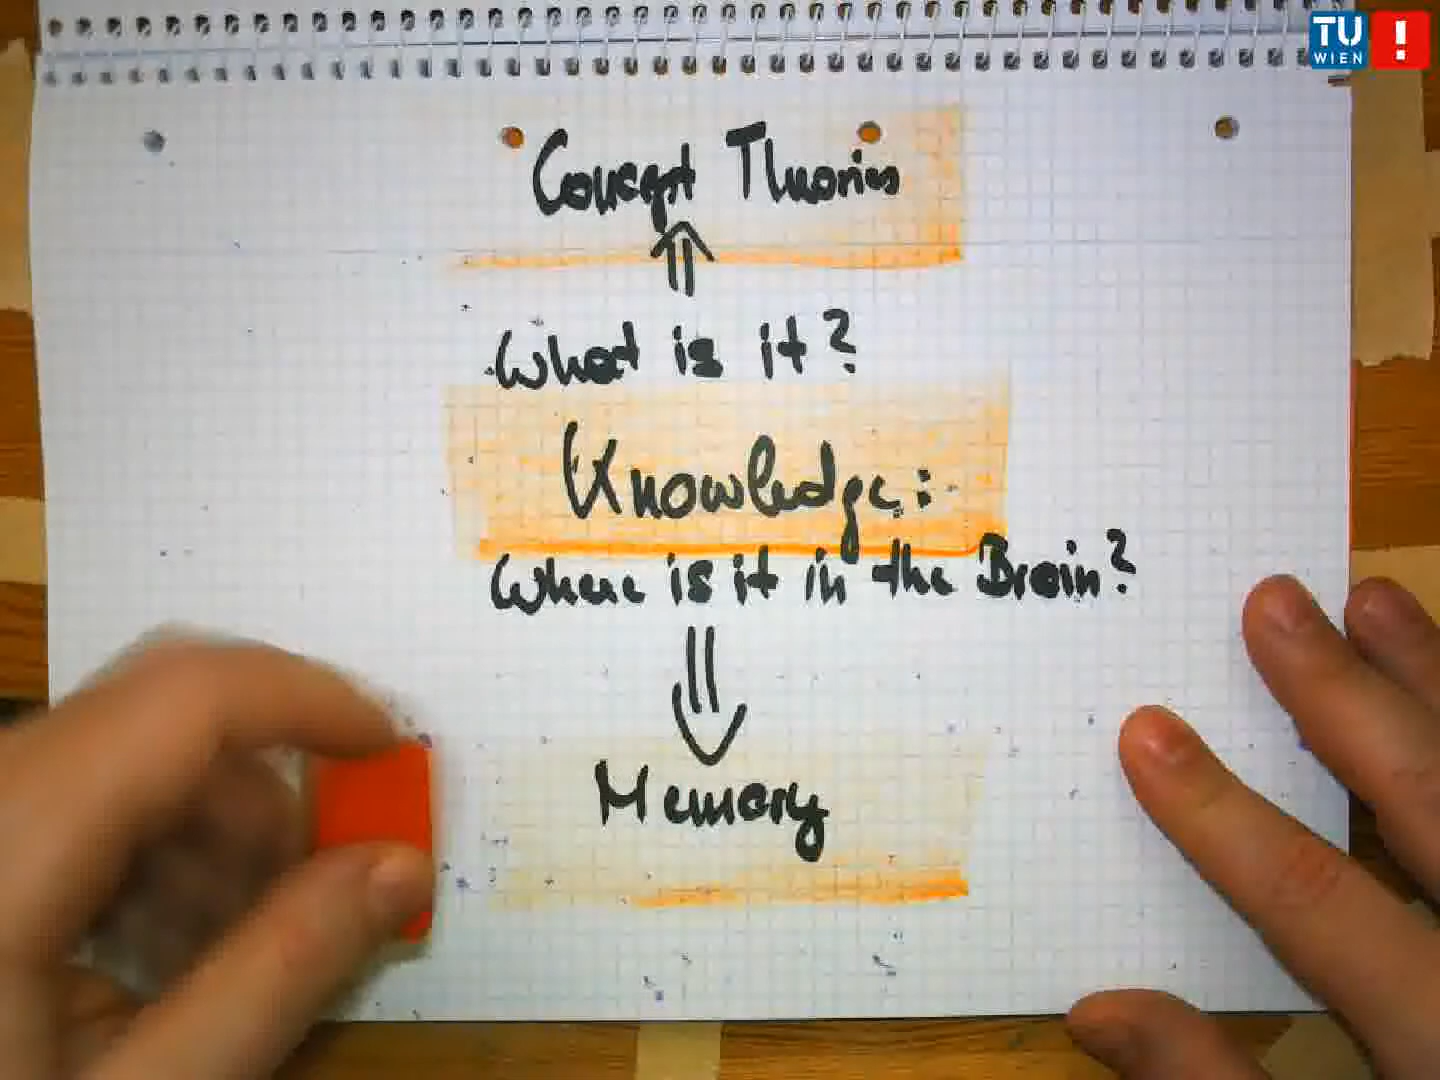 TU
WIEN
!
Concept Theories
What is it?
Knowledge:
Where is it in the Brain?
Memory